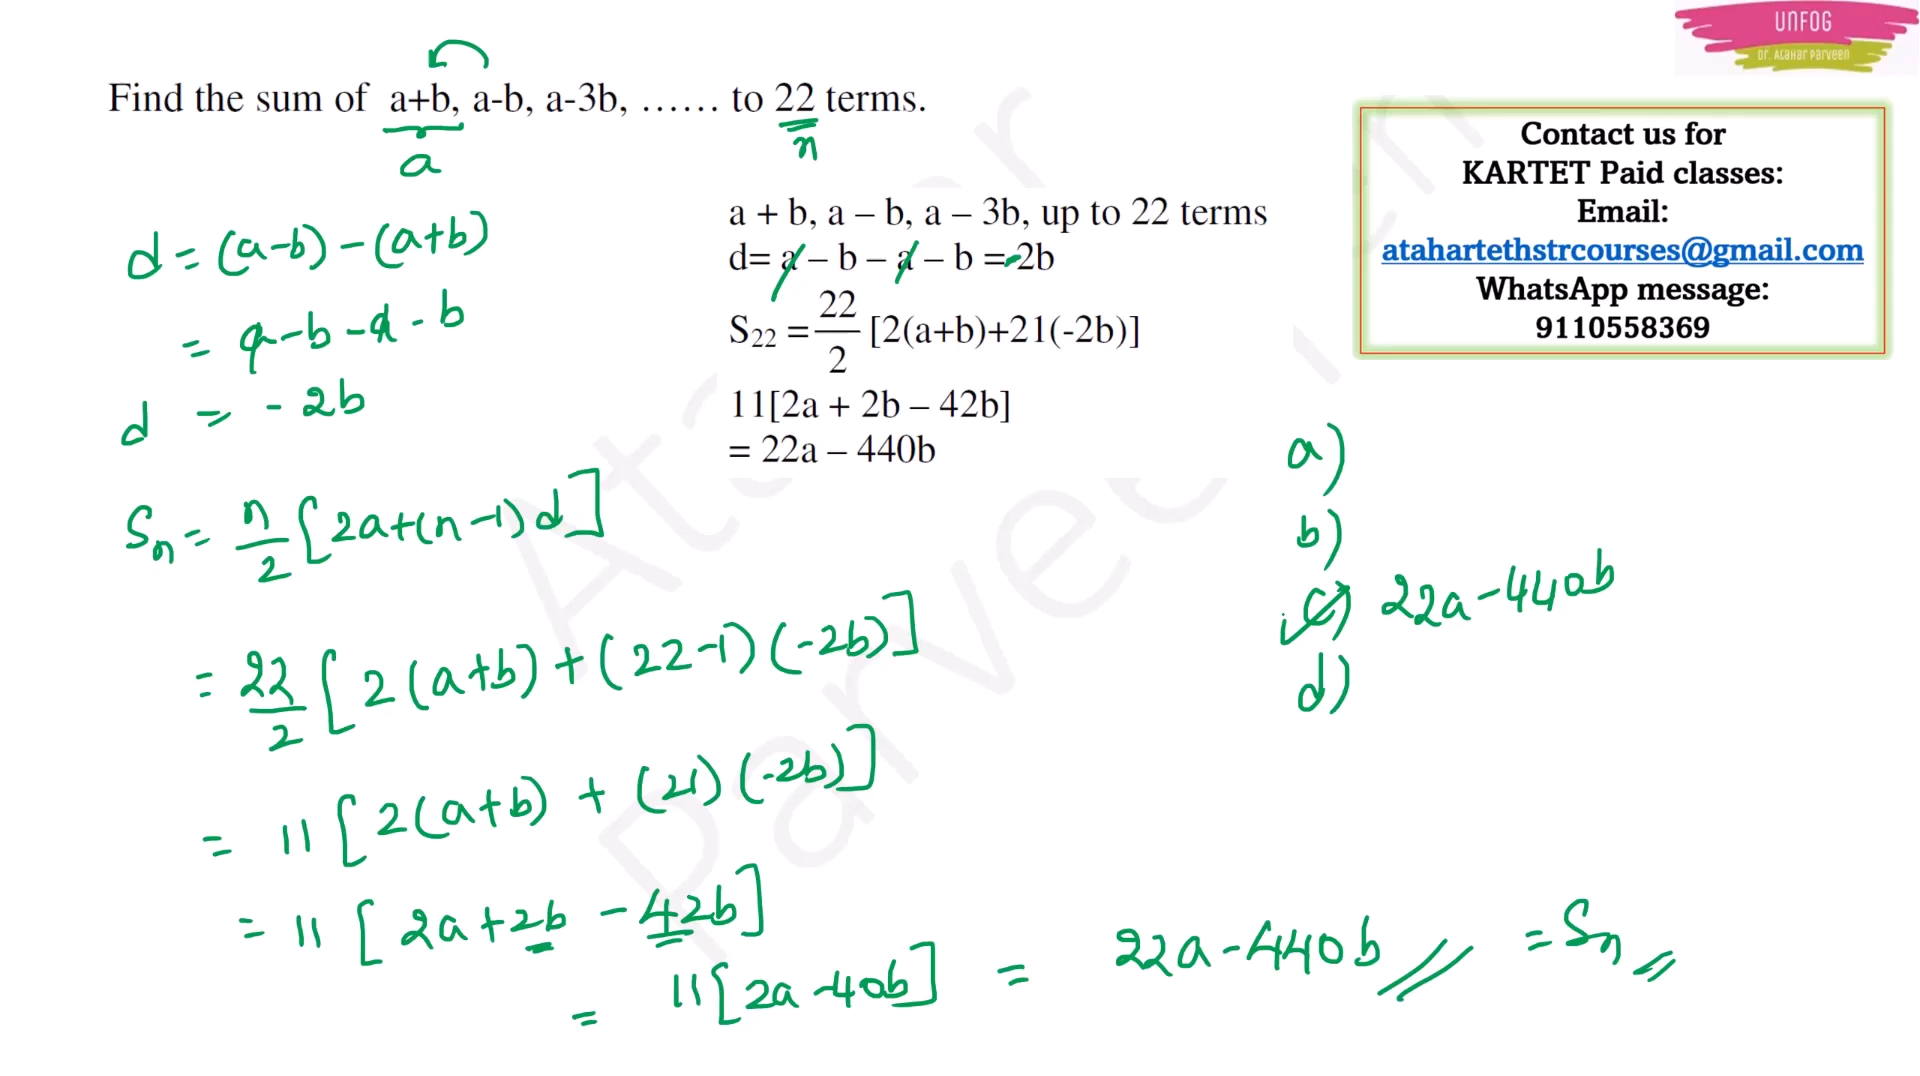 UNFOG
Dr. Atahar Parveen
Find the sum of a+b, a-b, a-3b, …… to 22 terms.
a
n
d = (a-b) - (a+b)
= a-b-a-b
d = -2b
Sn = n/2 [2a+(n-1)d]
= 22/2 [2(a+b)+(22-1)(-2b)]
= 11 [2(a+b) + (21)(-2b)]
= 11 [2a+2b - 42b]
= 11[2a-40b] = 22a-440b = Sn
a + b, a – b, a – 3b, up to 22 terms
d= a – b – a – b =-2b
S22 = 22/2 [2(a+b)+21(-2b)]
11[2a + 2b – 42b]
= 22a – 440b
Contact us for
KARTET Paid classes:
Email:
atahartethstrcourses@gmail.com
WhatsApp message:
9110558369
a)
b)
c) 22a-440b
d)
Atahar
Parveen